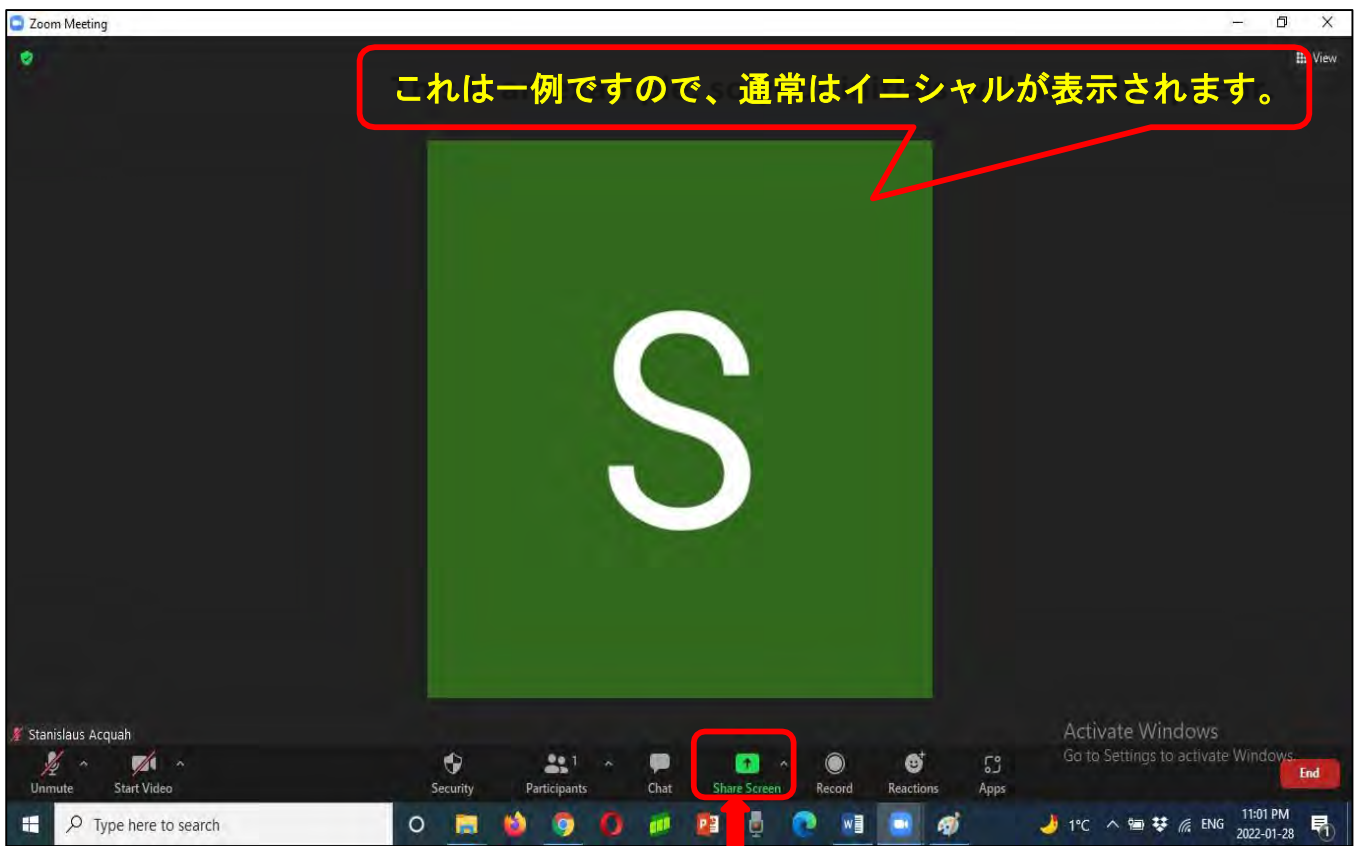 Zoom Meeting
View
これは一例ですので、通常はイニシャルが表示されます。
S
Stanislaus Acquah
Activate Windows
Go to Settings to activate Windows.
Unmute
Start Video
Security
Participants
1
Chat
Share Screen
Record
Reactions
Apps
End
Type here to search
1°C
ENG
11:01 PM
2022-01-28
1